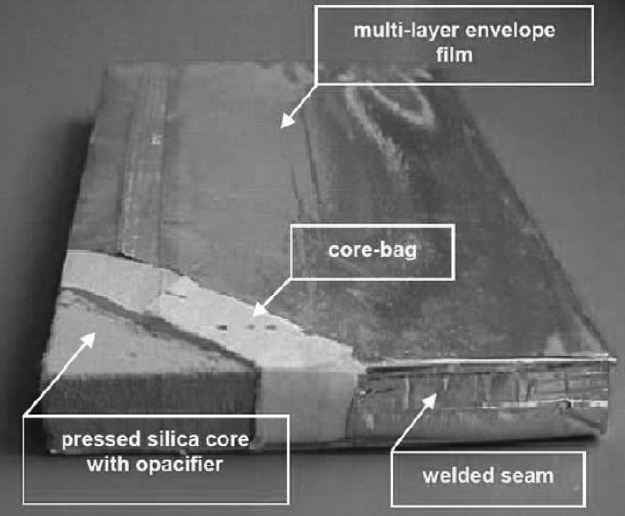 multi-layer envelope
film
core-bag
pressed silica core
with opacifier
welded seam